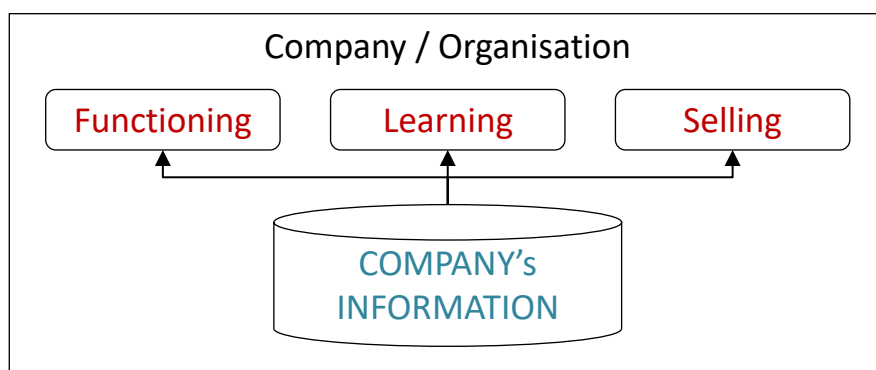 Company / Organisation
Functioning
Learning
Selling
COMPANY's
INFORMATION